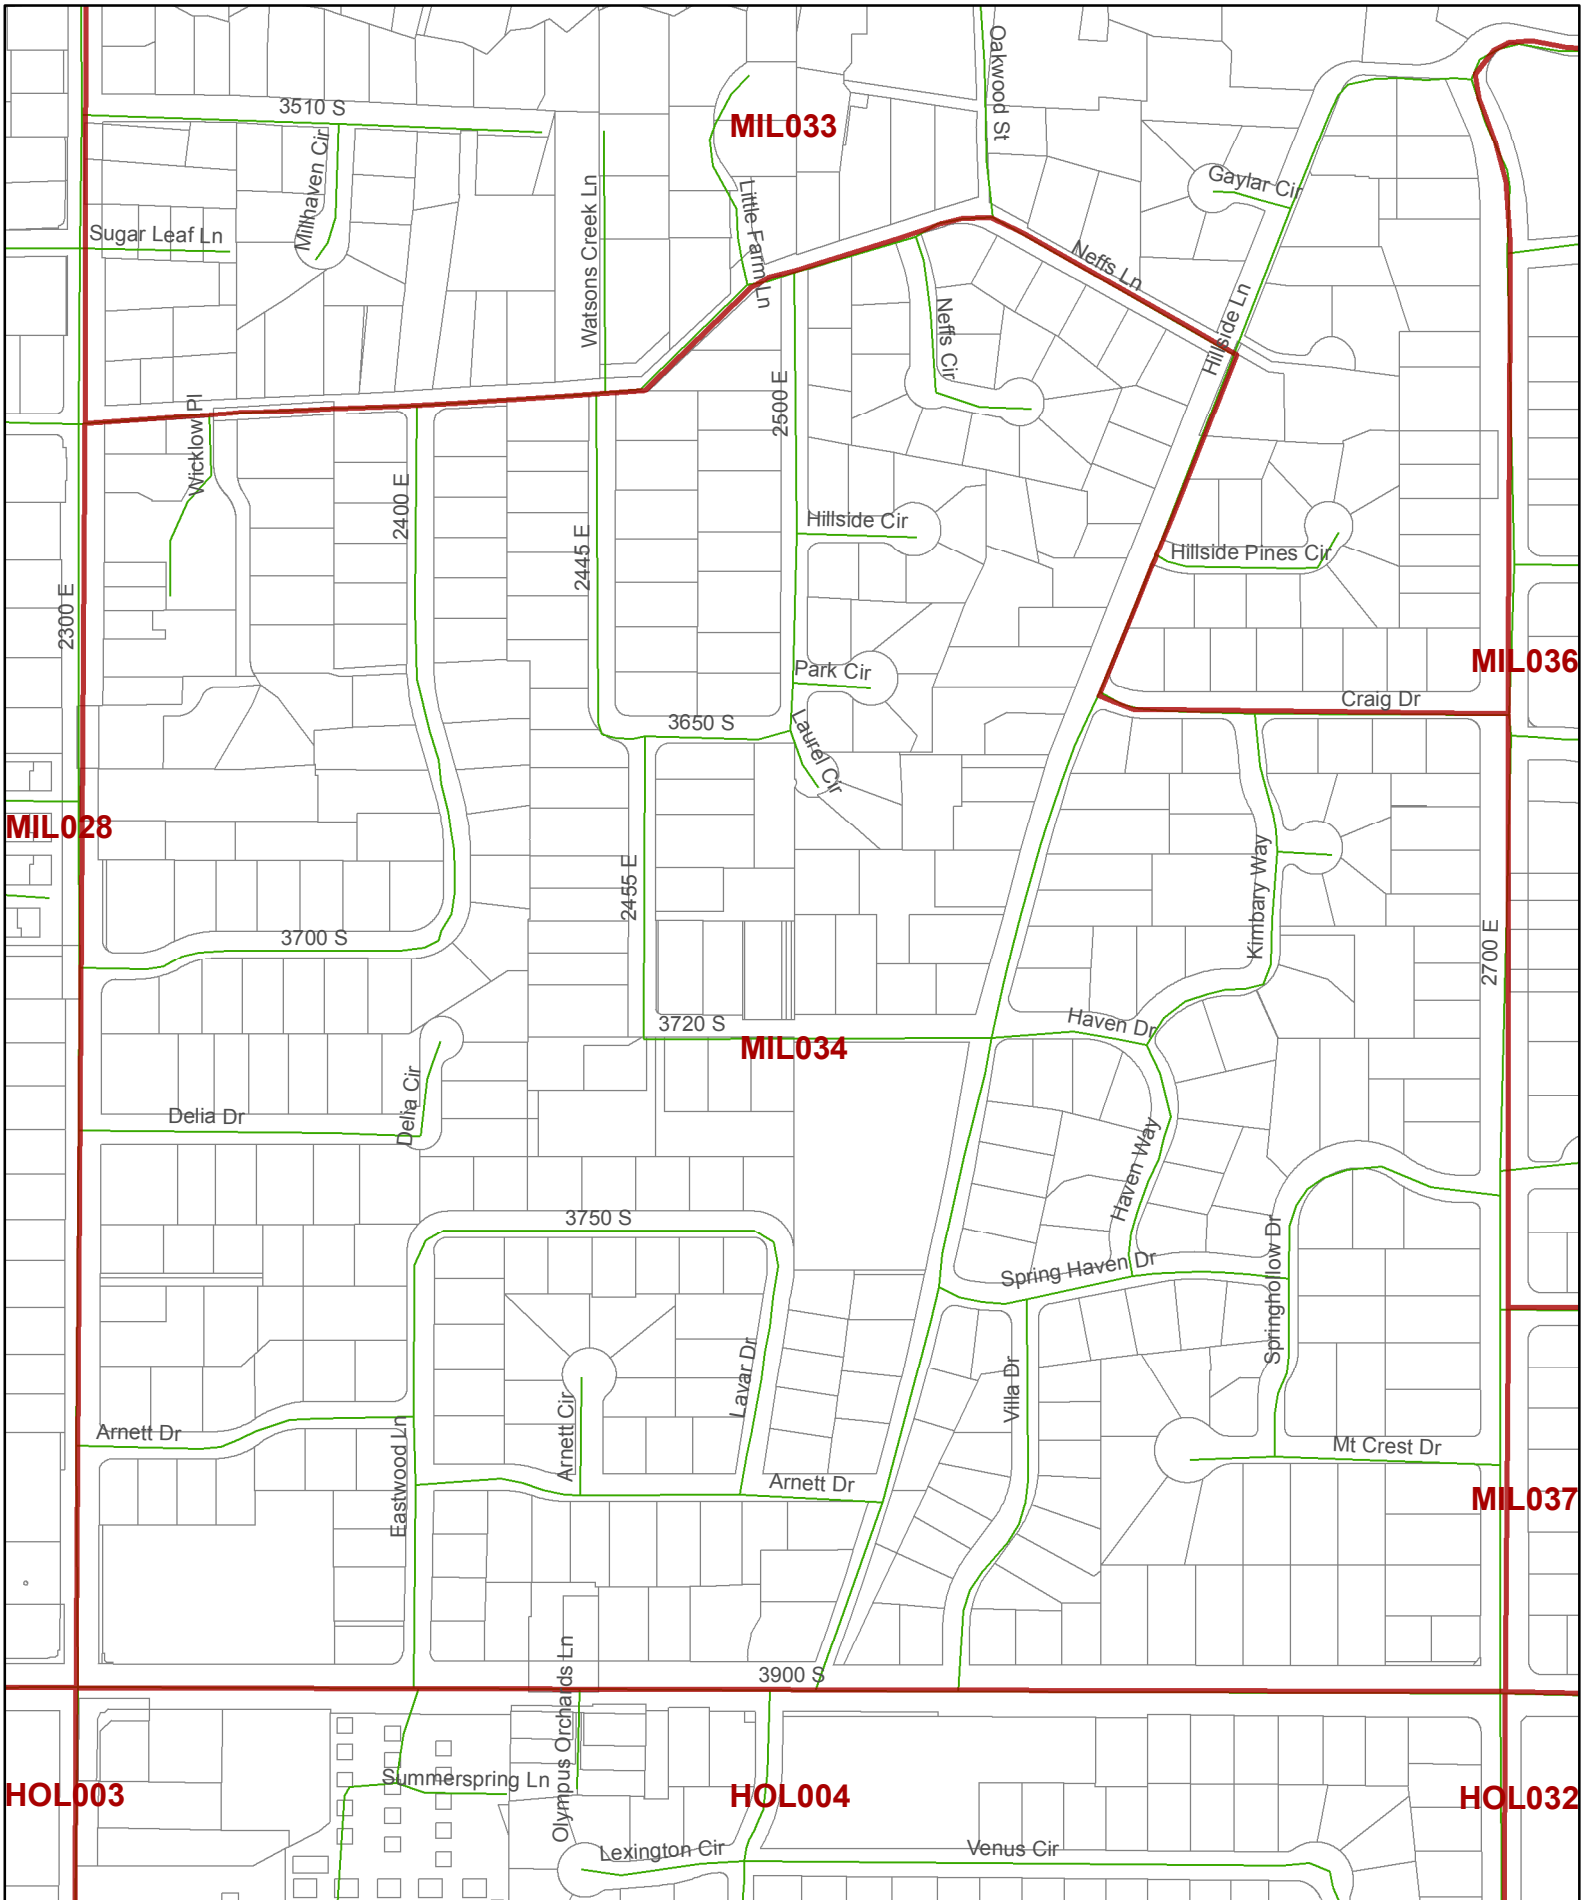 Oakwood St
3510 S
MIL033
Millhaven Cir
Gaylar Cir
Little Farm Ln
Sugar Leaf Ln
Watsons Creek Ln
Neffs Ln
Hillside Ln
Neffs Cir
2500 E
Wicklow Pl
2400 E
Hillside Cir
2445 E
Hillside Pines Cir
2300 E
MIL036
Park Cir
Craig Dr
3650 S
Laurel Cir
MIL028
2455 E
Kimbary Way
3700 S
2700 E
3720 S
Haven Dr
MIL034
Delia Cir
Delia Dr
Haven Way
3750 S
Spring Haven Dr
Springhollow Dr
Lavar Dr
Villa Dr
Arnett Cir
Arnett Dr
Eastwood Ln
Mt Crest Dr
Arnett Dr
MIL037
3900 S
Olympus Orchards Ln
Summerspring Ln
HOL003
HOL004
HOL032
Lexington Cir
Venus Cir